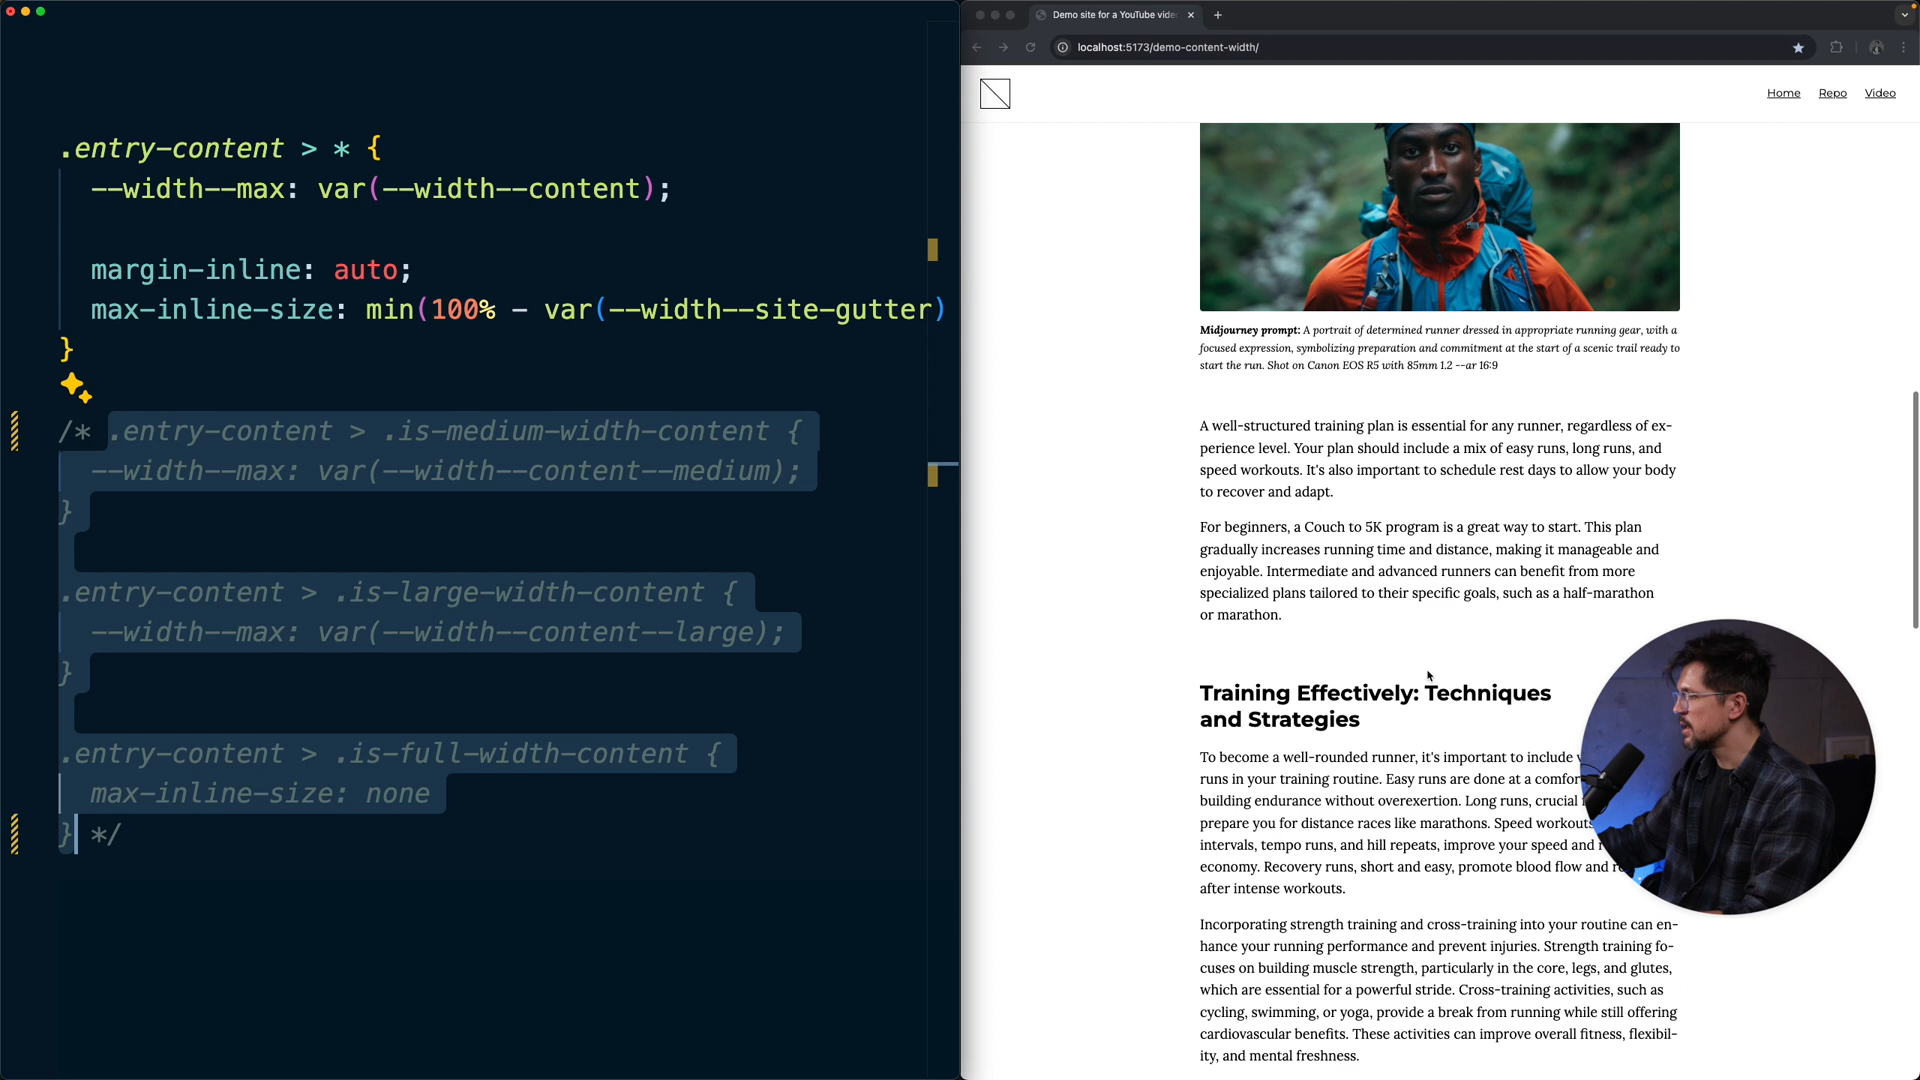 .entry-content > * {
--width--max: var(--width--content);
margin-inline: auto;
max-inline-size: min(100% - var(--width--site-gutter)
}
/* .entry-content > .is-medium-width-content {
--width--max: var(--width--content--medium);
}
.entry-content > .is-large-width-content {
--width--max: var(--width--content--large);
}
.entry-content > .is-full-width-content {
max-inline-size: none
} */
Demo site for a YouTube vide
localhost:5173/demo-content-width/
Home Repo Video
Midjourney prompt: A portrait of determined runner dressed in appropriate running gear, with a
focused expression, symbolizing preparation and commitment at the start of a scenic trail ready to
start the run. Shot on Canon EOS R5 with 85mm 1.2 --ar 16:9
A well-structured training plan is essential for any runner, regardless of ex-
perience level. Your plan should include a mix of easy runs, long runs, and
speed workouts. It's also important to schedule rest days to allow your body
to recover and adapt.
For beginners, a Couch to 5K program is a great way to start. This plan
gradually increases running time and distance, making it manageable and
enjoyable. Intermediate and advanced runners can benefit from more
specialized plans tailored to their specific goals, such as a half-marathon
or marathon.
Training Effectively: Techniques
and Strategies
To become a well-rounded runner, it's important to include
runs in your training routine. Easy runs are done at a comfor
building endurance without overexertion. Long runs, crucial
prepare you for distance races like marathons. Speed workouts
intervals, tempo runs, and hill repeats, improve your speed and
economy. Recovery runs, short and easy, promote blood flow and
after intense workouts.
Incorporating strength training and cross-training into your routine can en-
hance your running performance and prevent injuries. Strength training fo-
cuses on building muscle strength, particularly in the core, legs, and glutes,
which are essential for a powerful stride. Cross-training activities, such as
cycling, swimming, or yoga, provide a break from running while still offering
cardiovascular benefits. These activities can improve overall fitness, flexibil-
ity, and mental freshness.